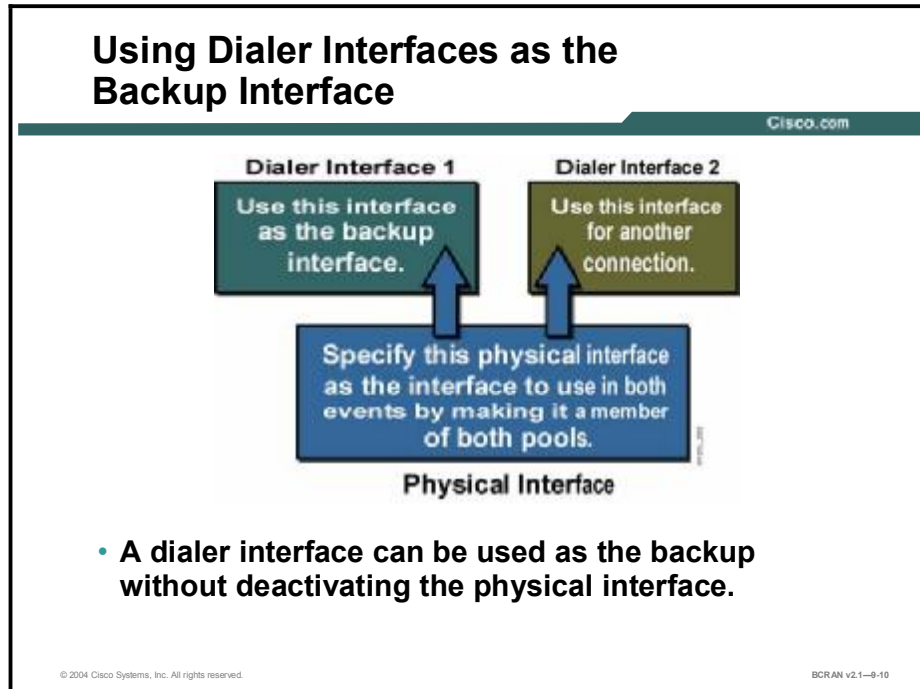 Using Dialer Interfaces as the
Backup Interface
Cisco.com
Dialer Interface 1
Use this interface
as the backup
interface.
Dialer Interface 2
Use this interface
for another
connection.
Specify this physical interface
as the interface to use in both
events by making it a member
of both pools.
Physical Interface
• A dialer interface can be used as the backup
without deactivating the physical interface.
© 2004 Cisco Systems, Inc. All rights reserved.
BCRAN v2.1—9-10